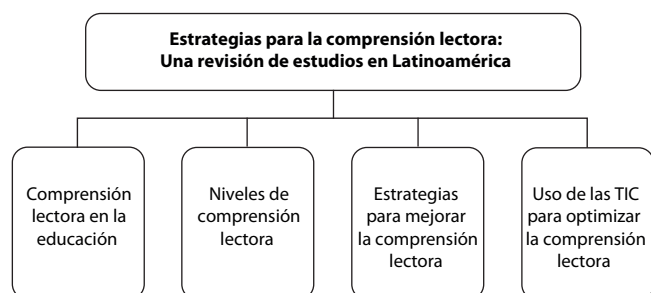 Estrategias para la comprensión lectora:
Una revisión de estudios en Latinoamérica
Comprensión
lectora en la
educación
Niveles de
comprensión
lectora
Estrategias
para mejorar
la comprensión
lectora
Uso de las TIC
para optimizar
la comprensión
lectora